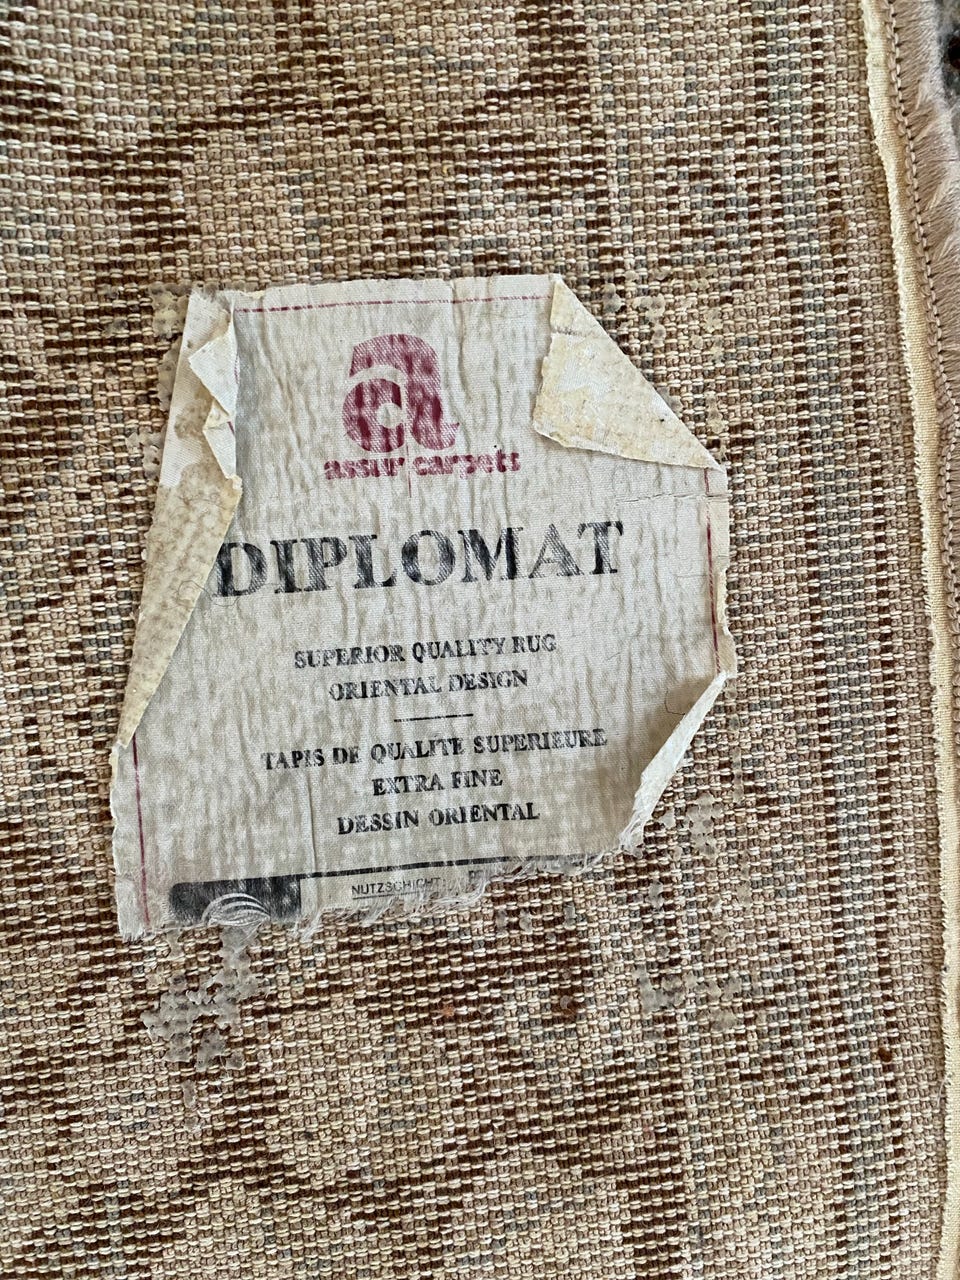 a
assur carpets
DIPLOMAT
SUPERIOR QUALITY RUG
ORIENTAL DESIGN
TAPIS DE QUALITE SUPERIEURE
EXTRA FINE
DESSIN ORIENTAL
NUTZSCHICHT